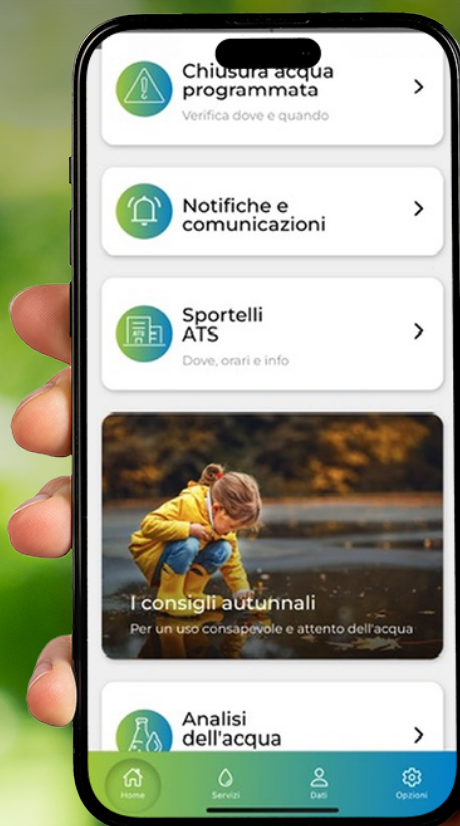 Chiusura acqua
programmata
Verifica dove e quando
Notifiche e
comunicazioni
Sportelli
ATS
Dove, orari e info
I consigli autunnali
Per un uso consapevole e attento dell'acqua
Analisi
dell'acqua
Home
Servizi
Dati
Opzioni